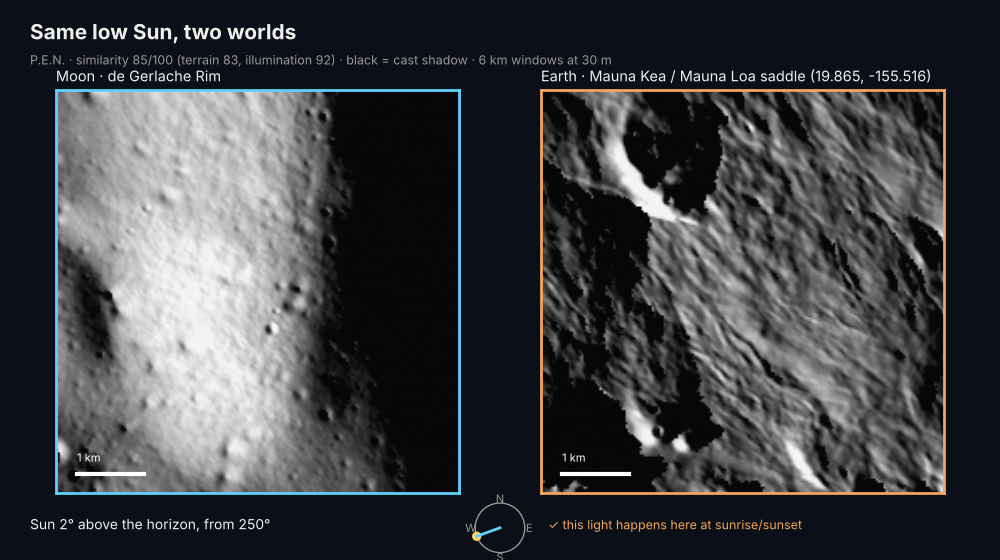 Same low Sun, two worlds
P.E.N. · similarity 85/100 (terrain 83, illumination 92) · black = cast shadow · 6 km windows at 30 m
Moon · de Gerlache Rim
Earth · Mauna Kea / Mauna Loa saddle (19.865, -155.516)
1 km
1 km
Sun 2° above the horizon, from 250°
N
W
E
S
✓ this light happens here at sunrise/sunset